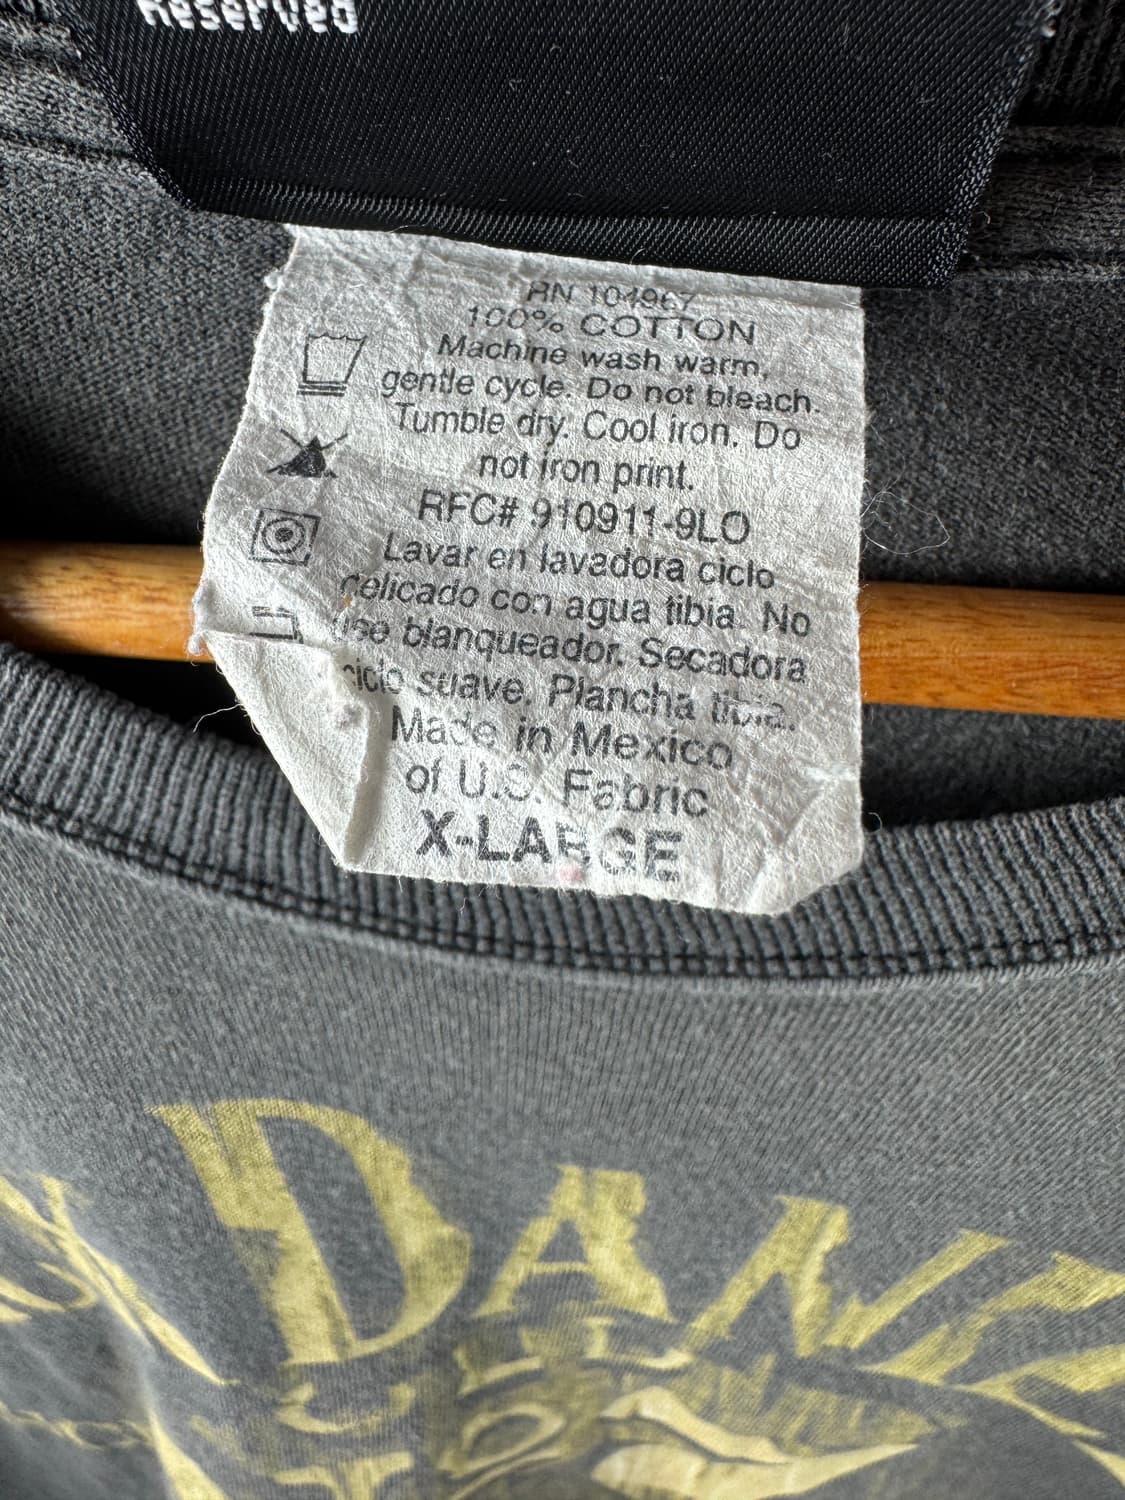 Reserved
RN 104967
100% COTTON
Machine wash warm,
gentle cycle. Do not bleach.
Tumble dry. Cool iron. Do
not iron print.
RFC# 910911-9LO
Lavar en lavadora ciclo
delicado con agua tibia. No
use blanqueador. Secadora
ciclo suave. Plancha tibia.
Made in Mexico
of U.S. Fabric
X-LARGE
DANZ